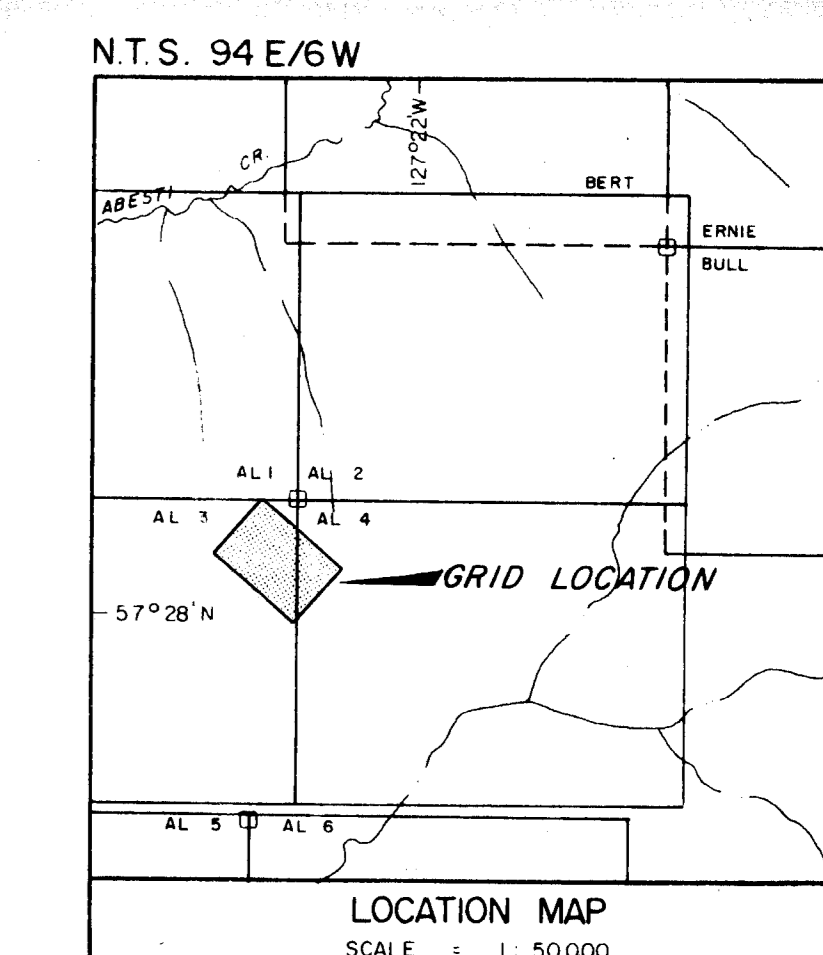 N.T.S. 94 E/6 W
127°22'W
ABESTI CR.
BERT
ERNIE
BULL
AL 1 AL 2
AL 3 AL 4
GRID LOCATION
57°28'N
AL 5 AL 6
LOCATION MAP
SCALE = 1 : 50,000